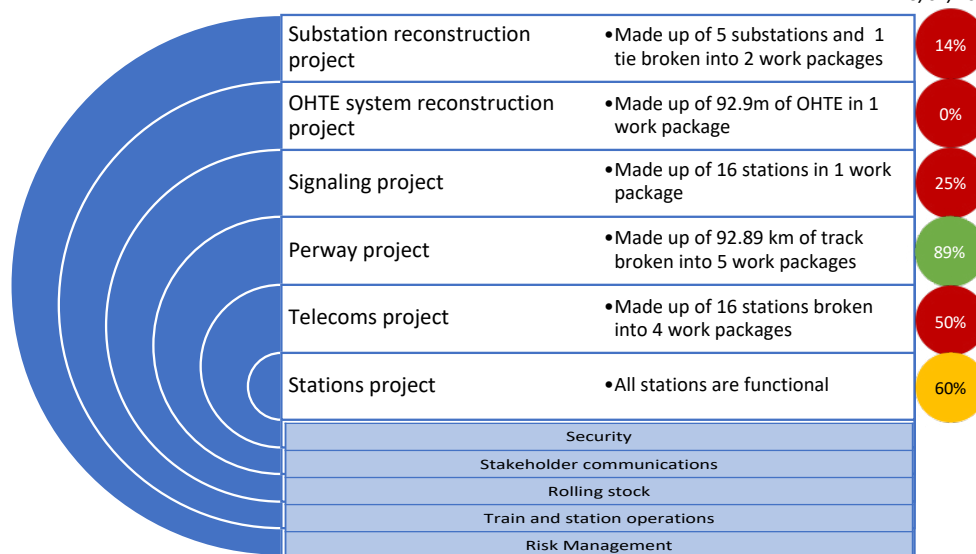 Substation reconstruction
project
•Made up of 5 substations and 1
tie broken into 2 work packages
14%
OHTE system reconstruction
project
•Made up of 92.9m of OHTE in 1
work package
0%
Signaling project
•Made up of 16 stations in 1 work
package
25%
Perway project
•Made up of 92.89 km of track
broken into 5 work packages
89%
Telecoms project
•Made up of 16 stations broken
into 4 work packages
50%
Stations project
•All stations are functional
60%
Security
Stakeholder communications
Rolling stock
Train and station operations
Risk Management